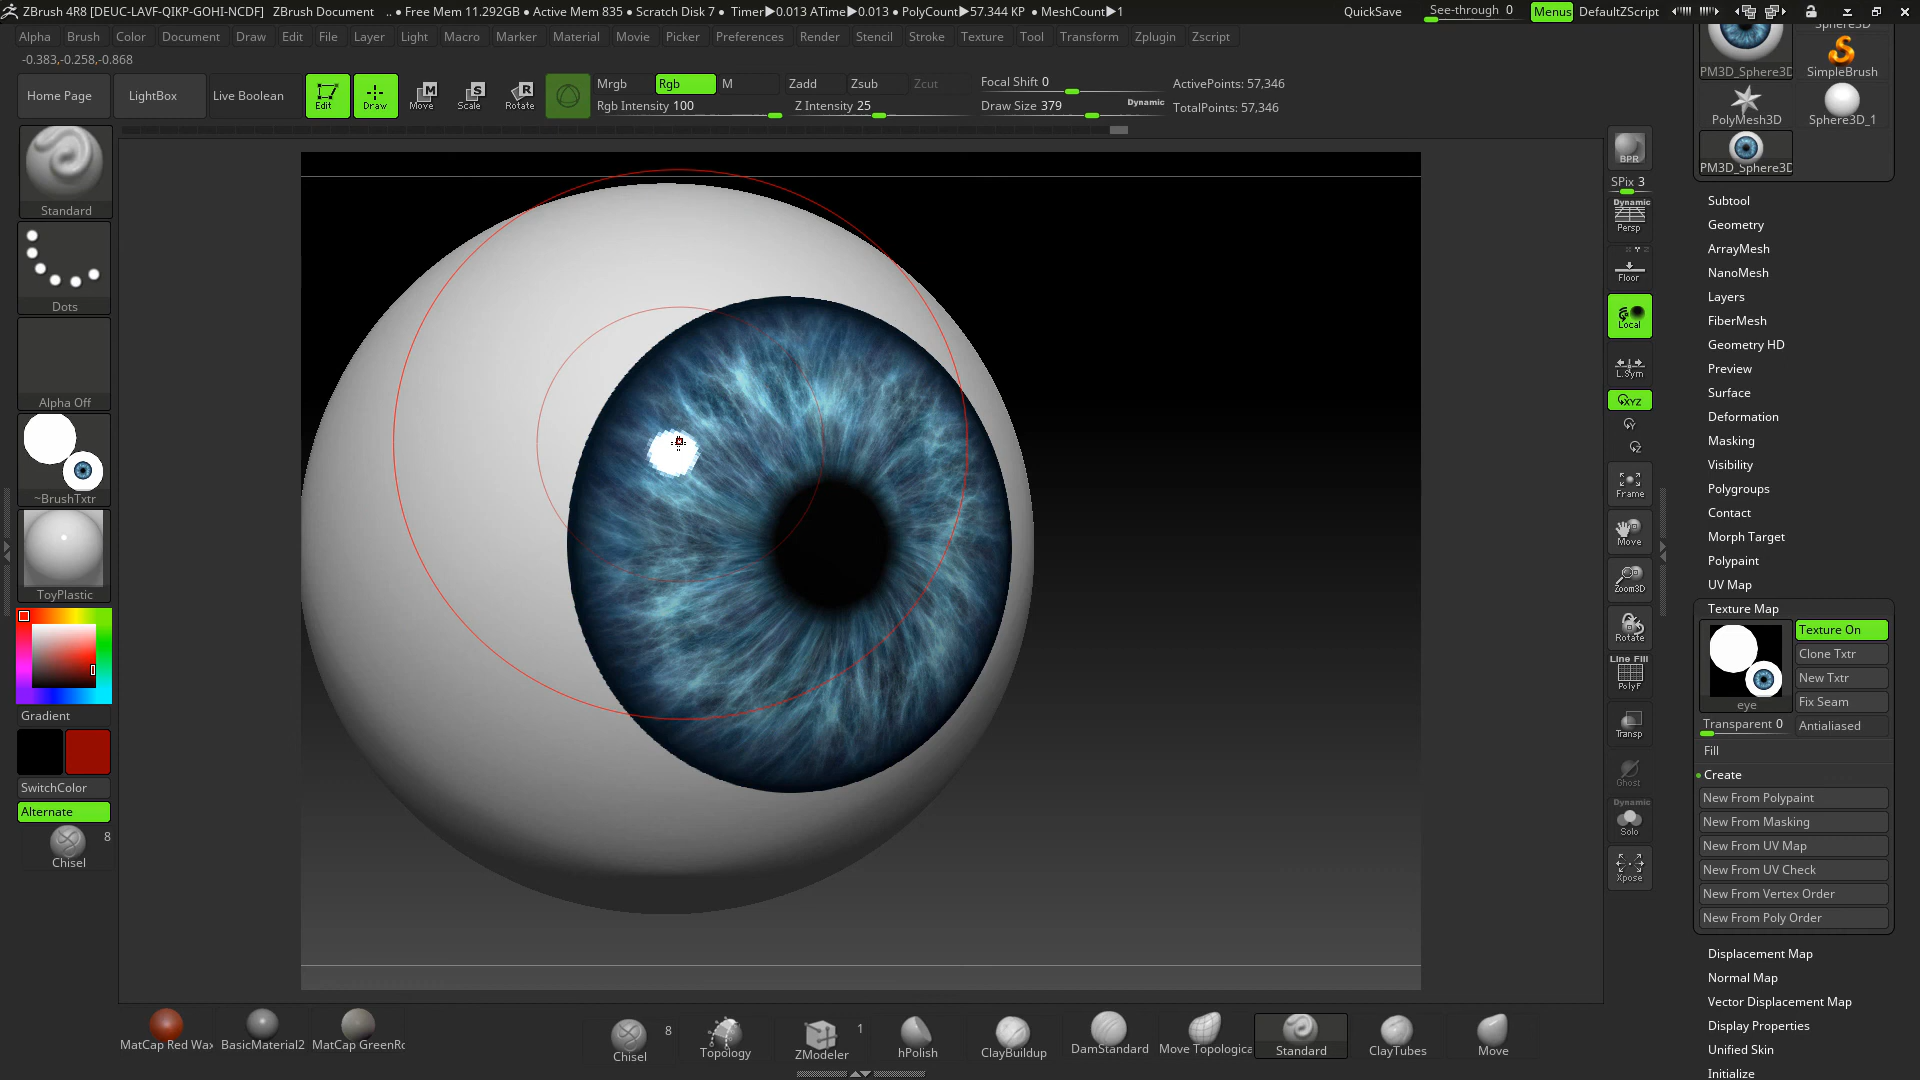 ZBrush 4R8 [DEUC-LAVF-QIKP-GOHI-NCDF] ZBrush Document .. ● Free Mem 11.292GB ● Active Mem 835 ● Scratch Disk 7 ● Timer▶0.013 ATime▶0.013 ● PolyCount▶57.344 KP ● MeshCount▶1 QuickSave See-through 0 Menus DefaultZScript
Alpha Brush Color Document Draw Edit File Layer Light Macro Marker Material Movie Picker Preferences Render Stencil Stroke Texture Tool Transform Zplugin Zscript
-0.383,-0.258,-0.868
Home Page LightBox Live Boolean Edit Draw Move Scale Rotate
Mrgb Rgb M Zadd Zsub Zcut Focal Shift 0 ActivePoints: 57,346
Rgb Intensity 100 Z Intensity 25 Draw Size 379 Dynamic TotalPoints: 57,346
Standard
Dots
Alpha Off
~BrushTxtr
ToyPlastic
Gradient
SwitchColor
Alternate
8
Chisel
BPR
SPix 3
Dynamic
Persp
Floor
Local
L.Sym
XYZ
Frame
Move
Zoom3D
Rotate
Line Fill
PolyF
Transp
Ghost
Dynamic
Solo
Xpose
PM3D_Sphere3D SimpleBrush
PolyMesh3D Sphere3D_1
PM3D_Sphere3D
Subtool
Geometry
ArrayMesh
NanoMesh
Layers
FiberMesh
Geometry HD
Preview
Surface
Deformation
Masking
Visibility
Polygroups
Contact
Morph Target
Polypaint
UV Map
Texture Map
Texture On
Clone Txtr
New Txtr
Fix Seam
eye
Transparent 0 Antialiased
Fill
Create
New From Polypaint
New From Masking
New From UV Map
New From UV Check
New From Vertex Order
New From Poly Order
Displacement Map
Normal Map
Vector Displacement Map
Display Properties
Unified Skin
Initialize
MatCap Red Wax BasicMaterial2 MatCap GreenRo
8 Chisel Topology 1 ZModeler hPolish ClayBuildup DamStandard Move Topologica Standard ClayTubes Move